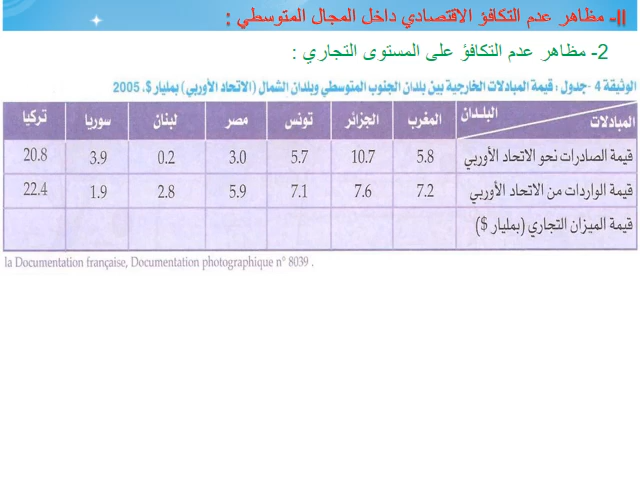 II- مظاهر عدم التكافؤ الاقتصادي داخل المجال المتوسطي :
2- مظاهر عدم التكافؤ على المستوى التجاري :
الوثيقة 4 -جدول : قيمة المبادلات الخارجية بين بلدان الجنوب المتوسطي وبلدان الشمال (الاتحاد الأوربي) بمليار $، 2005
البلدان المبادلات المغرب الجزائر تونس مصر لبنان سوريا تركيا
قيمة الصادرات نحو الاتحاد الأوربي 5.8 10.7 5.7 3.0 0.2 3.9 20.8
قيمة الواردات من الاتحاد الأوربي 7.2 7.6 7.1 5.9 2.8 1.9 22.4
قيمة الميزان التجاري (بمليار $)
la Documentation française, Documentation photographique n° 8039 .